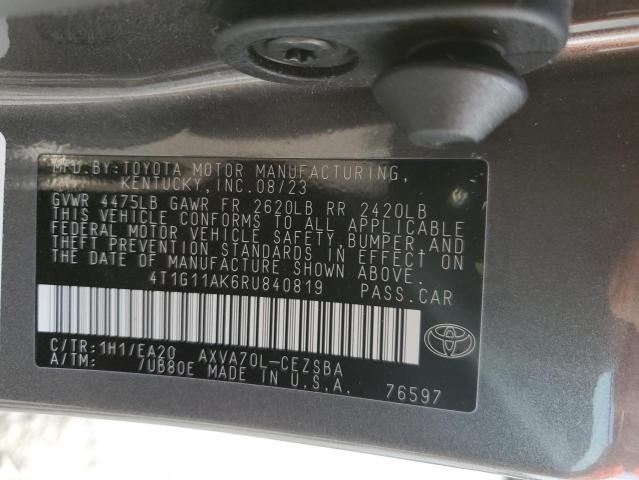 MFD.BY:TOYOTA MOTOR MANUFACTURING,
KENTUCKY,INC.08/23
GVWR 4475LB GAWR FR 2620LB RR 2420LB
THIS VEHICLE CONFORMS TO ALL APPLICABLE
FEDERAL MOTOR VEHICLE SAFETY,BUMPER,AND
THEFT PREVENTION STANDARDS IN EFFECT ON
THE DATE OF MANUFACTURE SHOWN ABOVE.
4T1G11AK6RU840819 PASS.CAR
C/TR:1H1/EA20 AXVA70L-CEZSBA
A/TM: 7UB80E MADE IN U.S.A. 76597